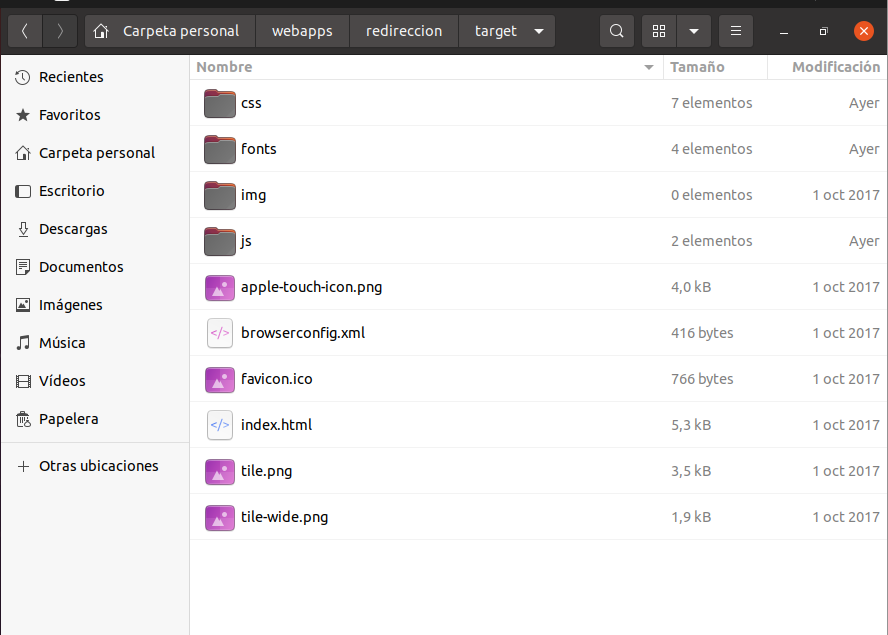 Carpeta personal webapps redireccion target
Nombre Tamaño Modificación
Recientes
Favoritos
Carpeta personal
Escritorio
Descargas
Documentos
Imágenes
Música
Vídeos
Papelera
Otras ubicaciones
css 7 elementos Ayer
fonts 4 elementos Ayer
img 0 elementos 1 oct 2017
js 2 elementos Ayer
apple-touch-icon.png 4,0 kB 1 oct 2017
browserconfig.xml 416 bytes 1 oct 2017
favicon.ico 766 bytes 1 oct 2017
index.html 5,3 kB 1 oct 2017
tile.png 3,5 kB 1 oct 2017
tile-wide.png 1,9 kB 1 oct 2017